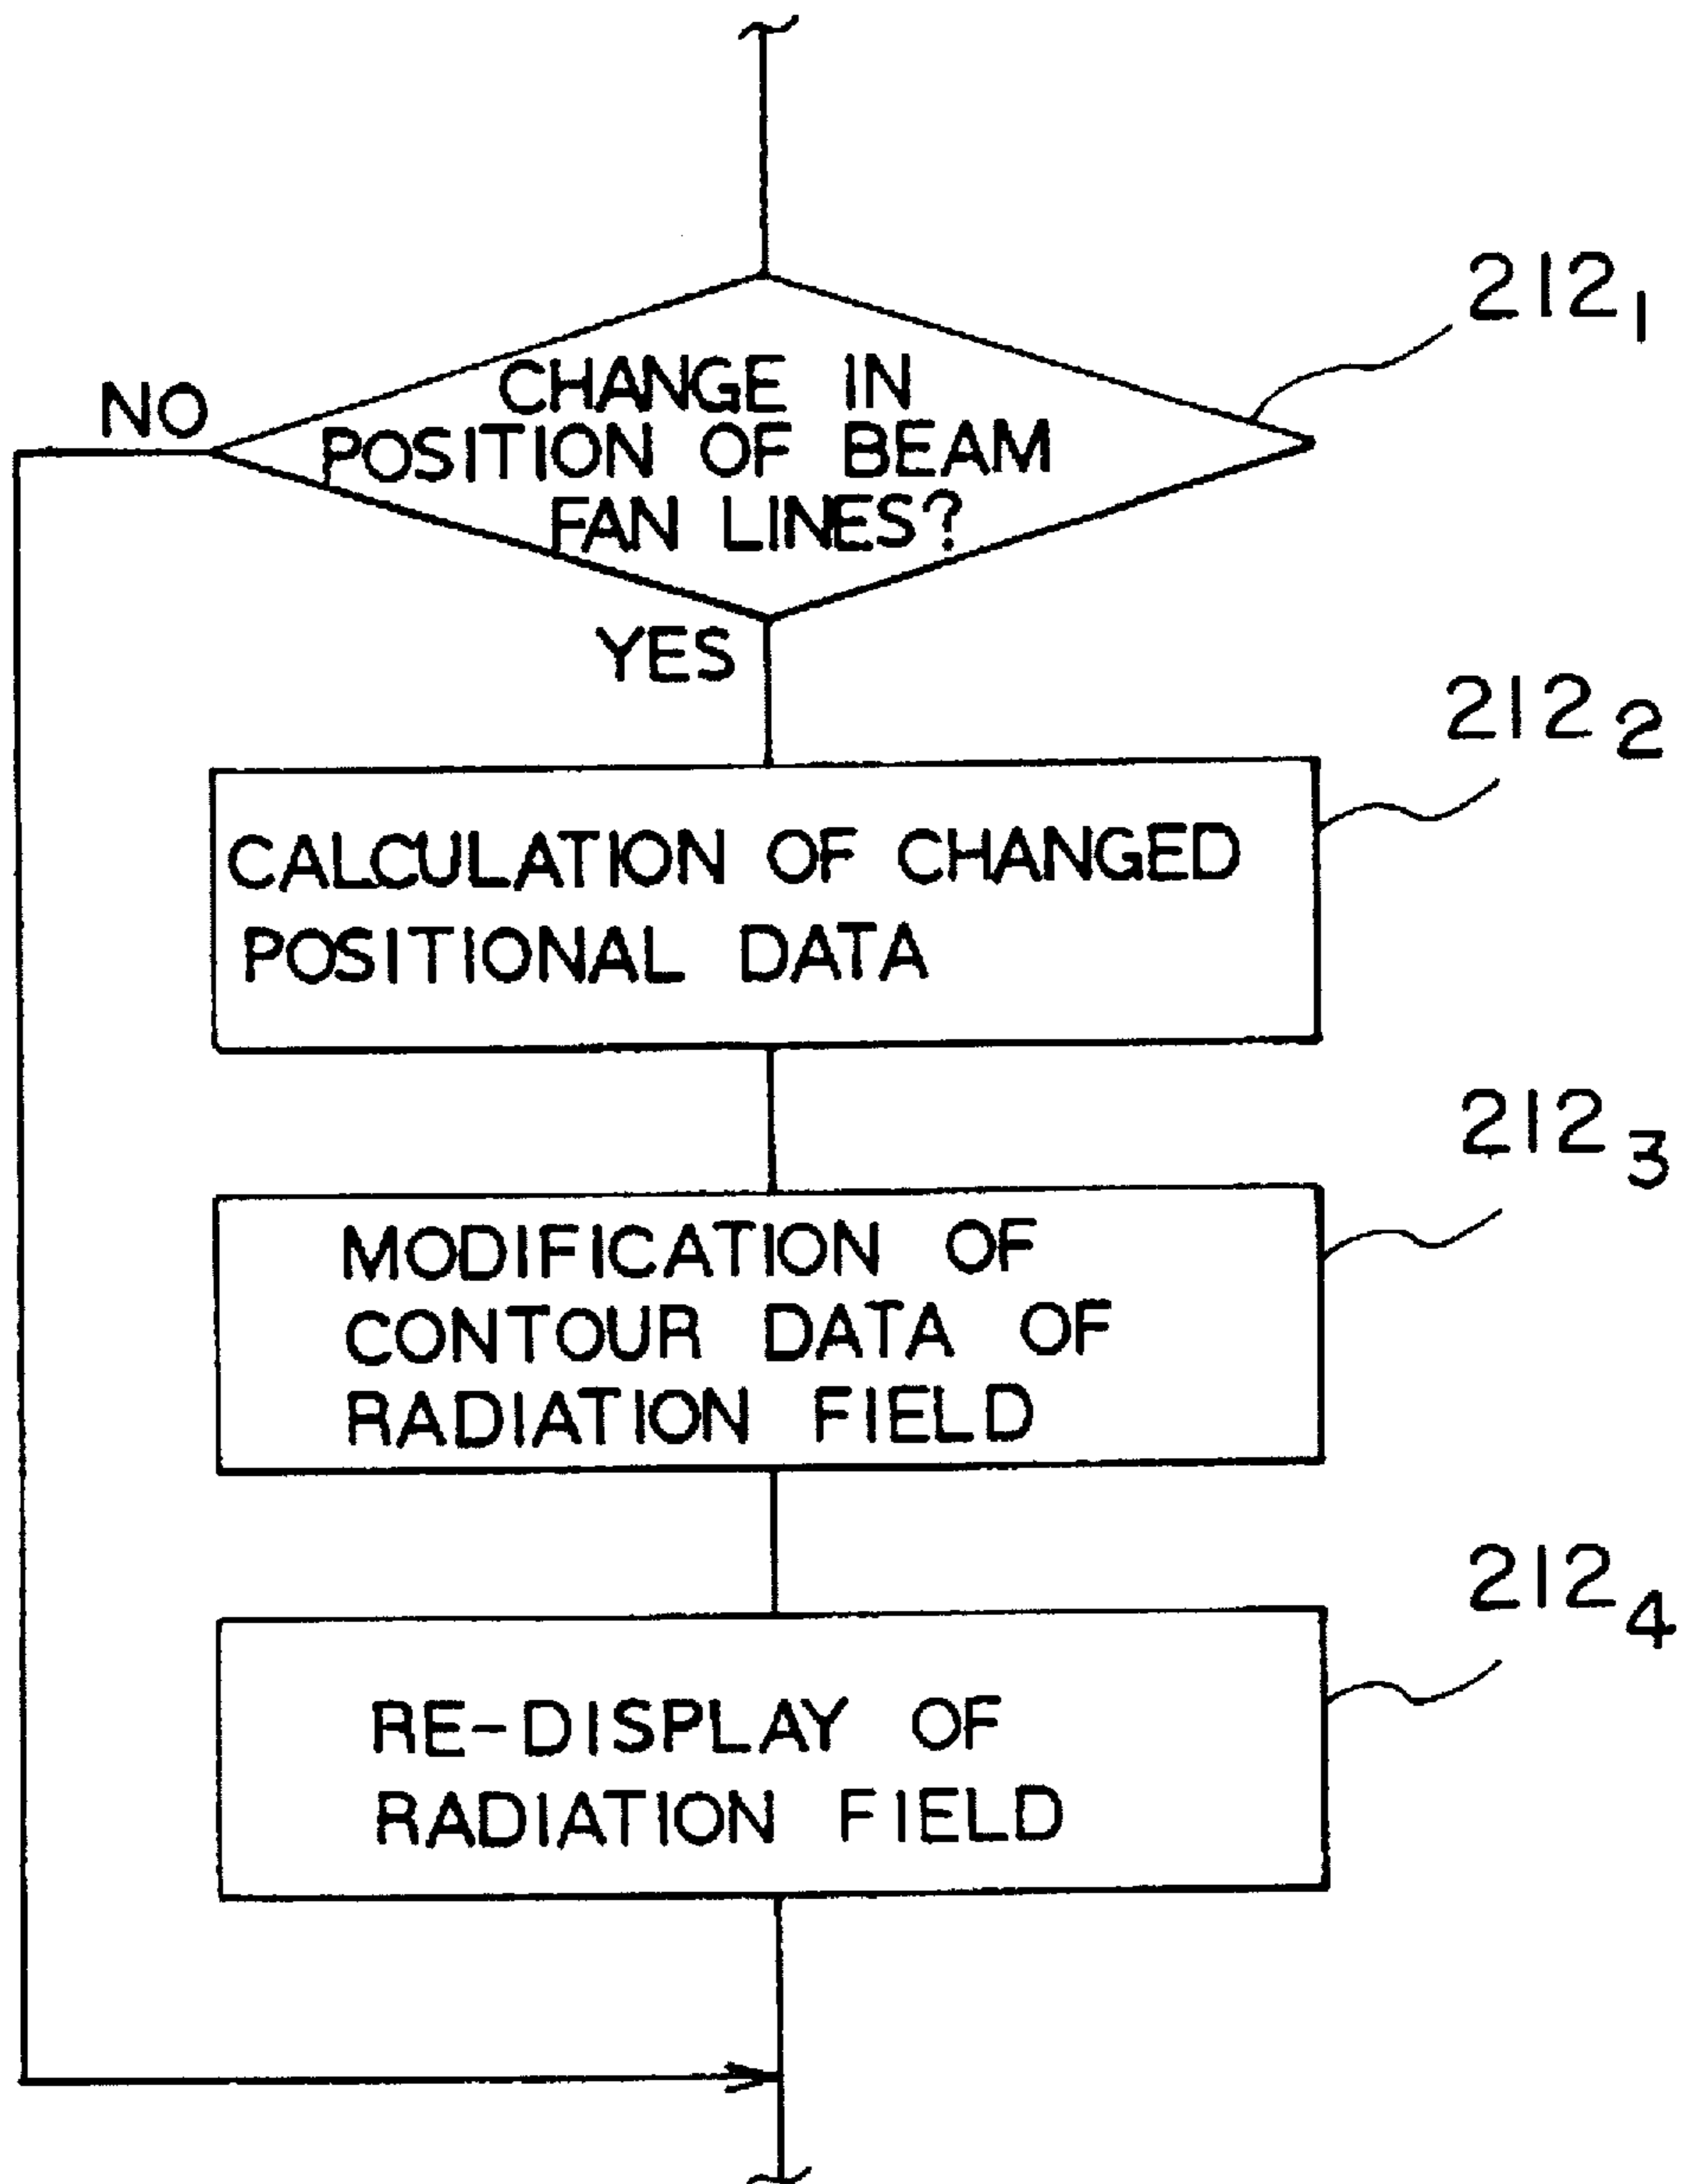 212₁
CHANGE IN
POSITION OF BEAM
FAN LINES?
NO
YES
212₂
CALCULATION OF CHANGED
POSITIONAL DATA
212₃
MODIFICATION OF
CONTOUR DATA OF
RADIATION FIELD
212₄
RE-DISPLAY OF
RADIATION FIELD